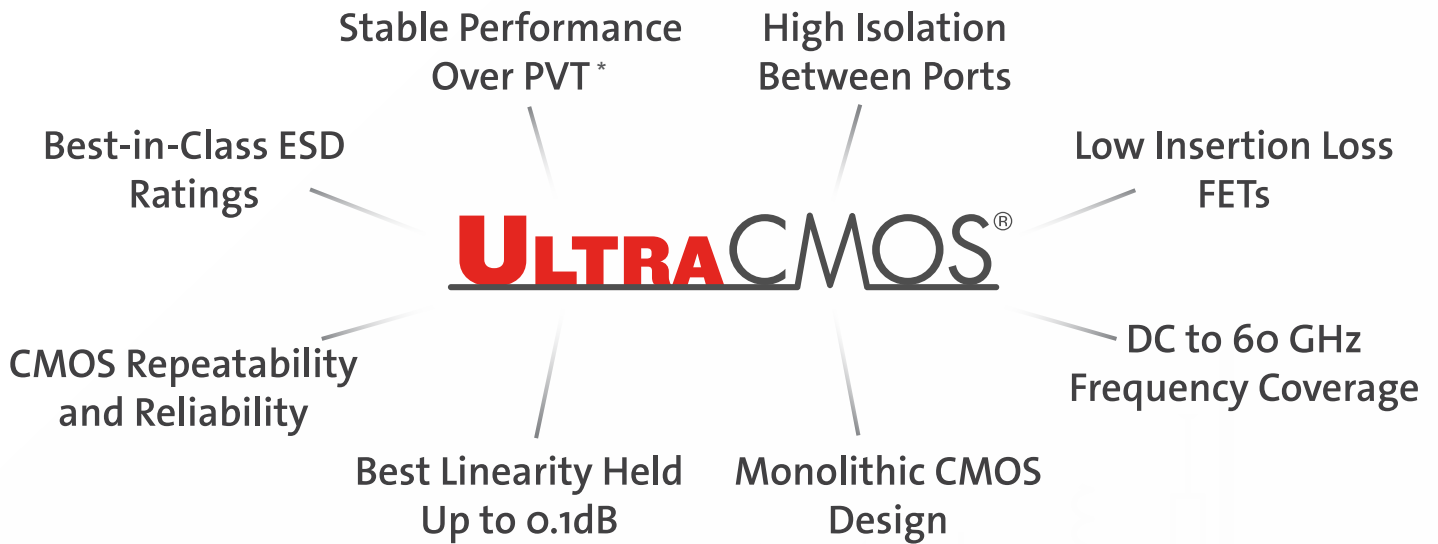 Stable Performance
Over PVT *
High Isolation
Between Ports
Best-in-Class ESD
Ratings
Low Insertion Loss
FETs
ULTRACMOS®
CMOS Repeatability
and Reliability
DC to 60 GHz
Frequency Coverage
Best Linearity Held
Up to 0.1dB
Monolithic CMOS
Design